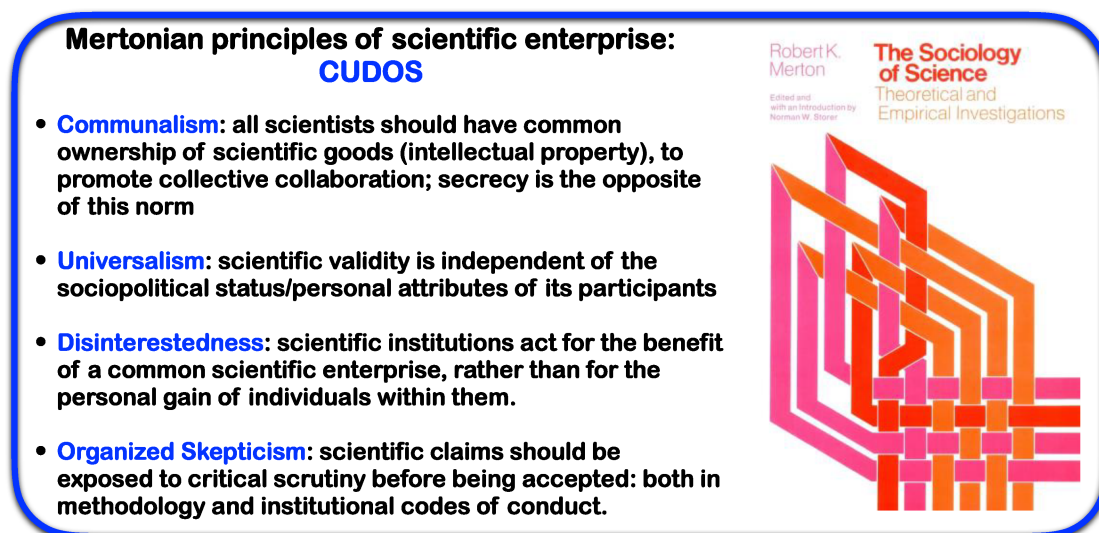 Mertonian principles of scientific enterprise:
CUDOS
• Communalism: all scientists should have common
ownership of scientific goods (intellectual property), to
promote collective collaboration; secrecy is the opposite
of this norm
• Universalism: scientific validity is independent of the
sociopolitical status/personal attributes of its participants
• Disinterestedness: scientific institutions act for the benefit
of a common scientific enterprise, rather than for the
personal gain of individuals within them.
• Organized Skepticism: scientific claims should be
exposed to critical scrutiny before being accepted: both in
methodology and institutional codes of conduct.
Robert K.
Merton
Edited and
with an Introduction by
Norman W. Storer
The Sociology
of Science
Theoretical and
Empirical Investigations